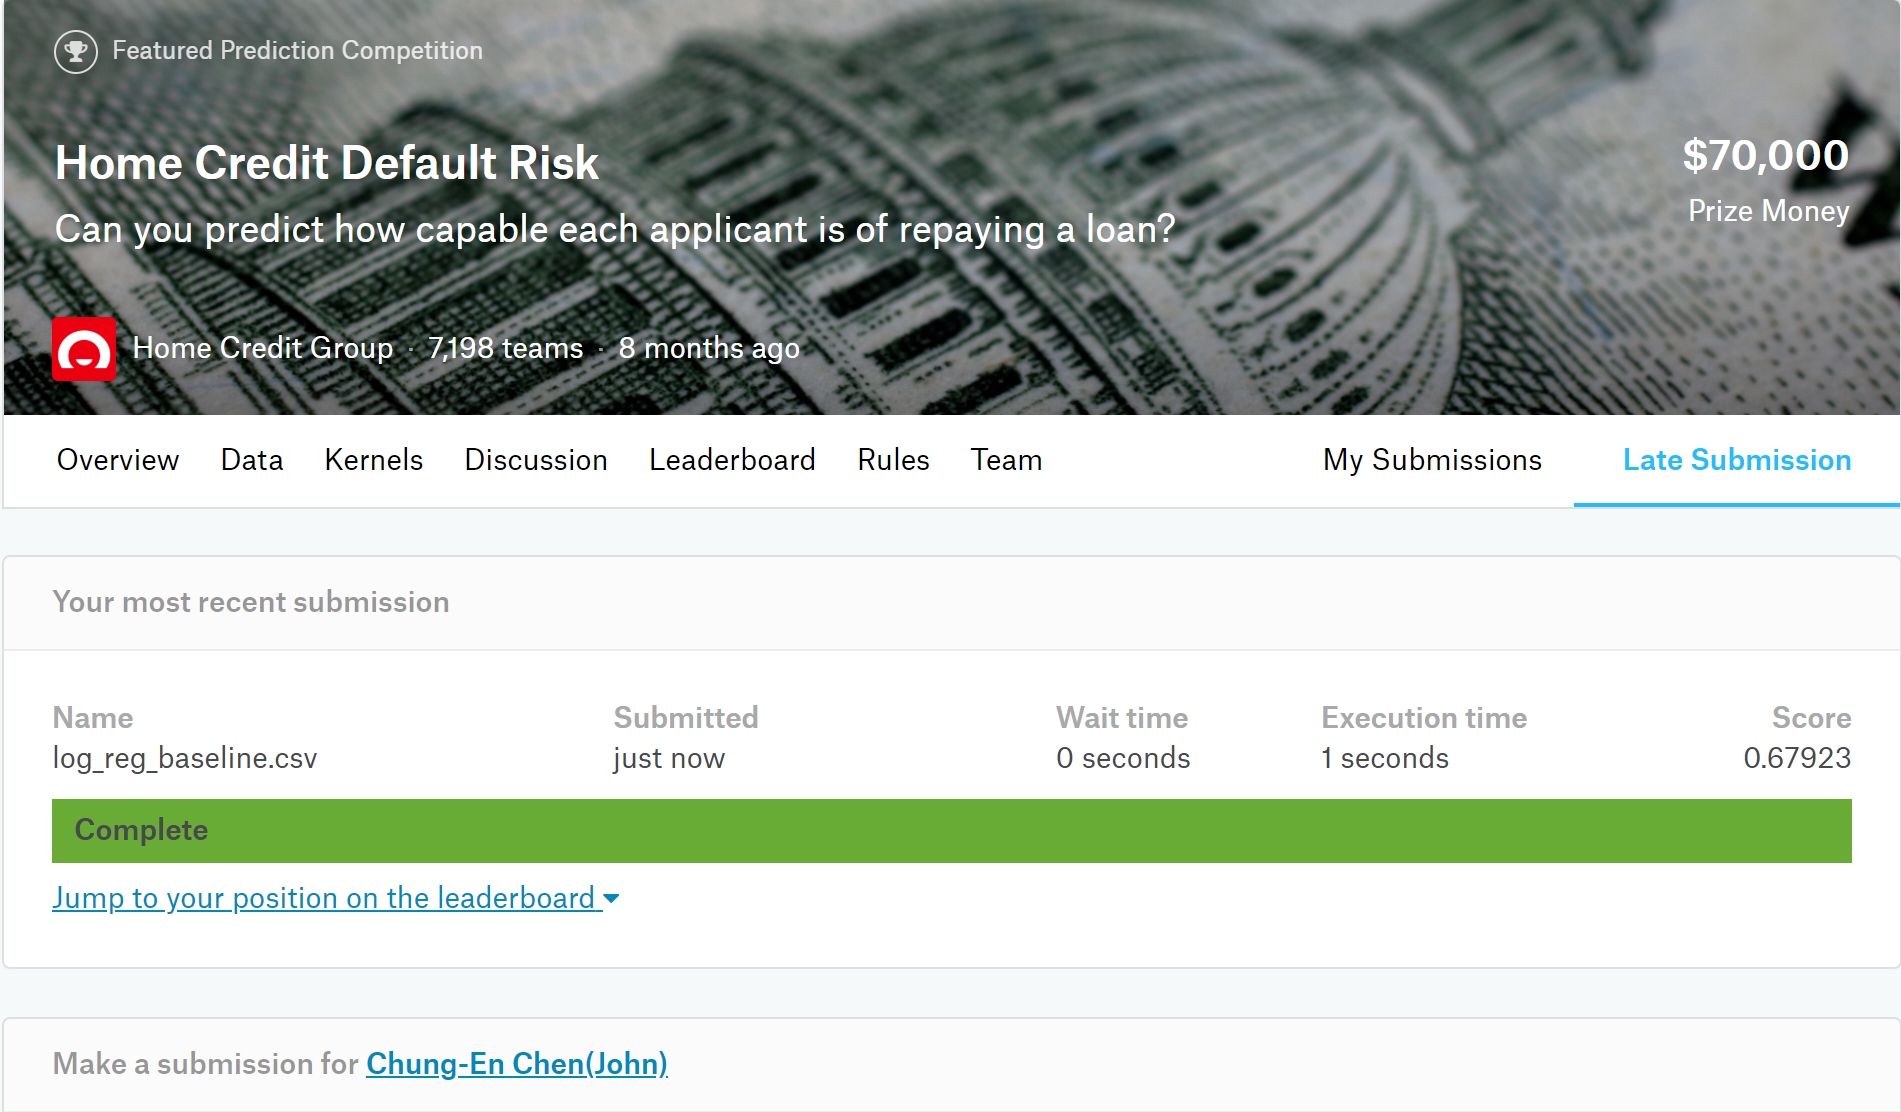 Featured Prediction Competition
Home Credit Default Risk
Can you predict how capable each applicant is of repaying a loan?
$70,000
Prize Money
Home Credit Group · 7,198 teams · 8 months ago
Overview Data Kernels Discussion Leaderboard Rules Team My Submissions Late Submission
Your most recent submission
Name Submitted Wait time Execution time Score
log_reg_baseline.csv just now 0 seconds 1 seconds 0.67923
Complete
Jump to your position on the leaderboard
Make a submission for Chung-En Chen(John)